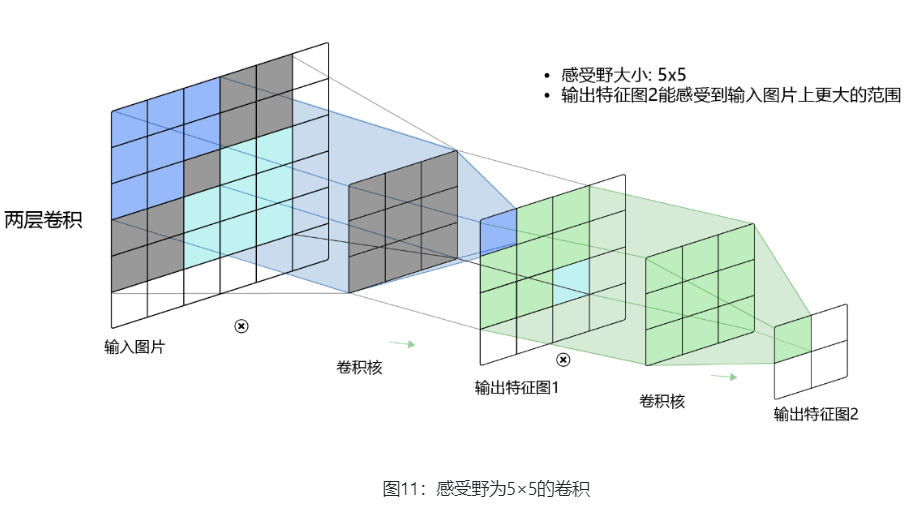 • 感受野大小: 5x5
• 输出特征图2能感受到输入图片上更大的范围
两层卷积
输入图片
卷积核
输出特征图1
卷积核
输出特征图2
图11：感受野为5×5的卷积